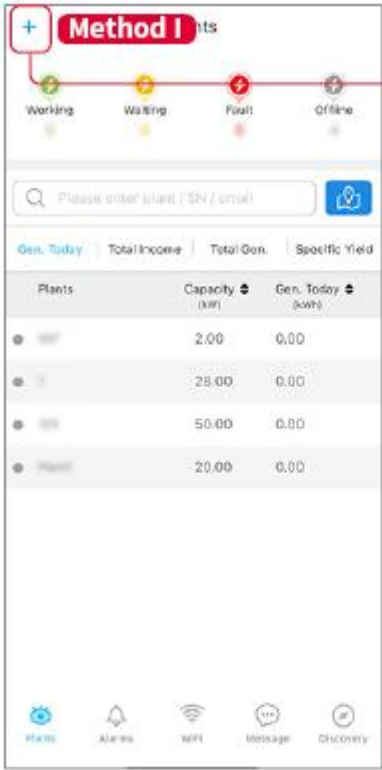 + Method I nts
Working Waiting Fault Offline
Please enter plant / SN / email
Gen. Today Total Income Total Gen. Specific Yield
Plants Capacity Gen. Today
(kW) (kWh)
2.00 0.00
28.00 0.00
50.00 0.00
20.00 0.00
Plants Alarms WiFi Message Discovery